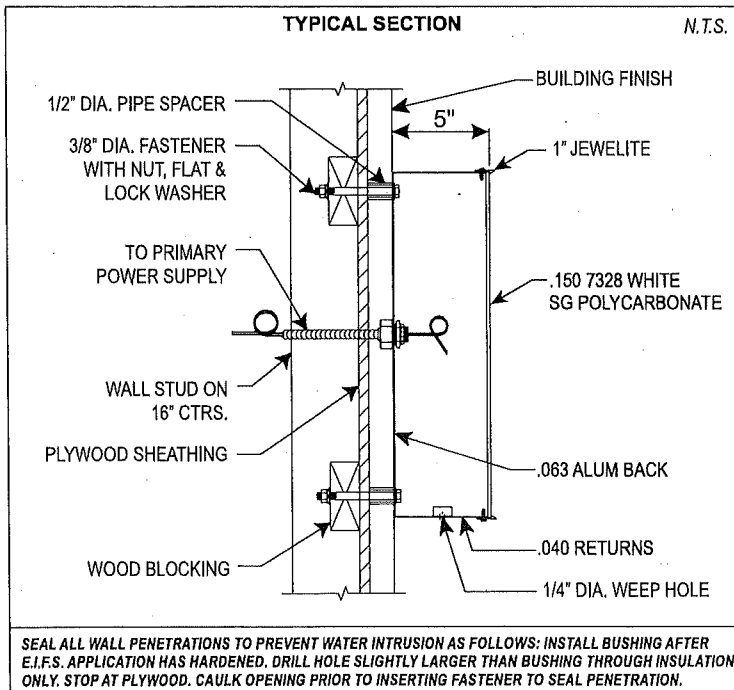 TYPICAL SECTION
N.T.S.
BUILDING FINISH
1/2" DIA. PIPE SPACER
5"
3/8" DIA. FASTENER
WITH NUT, FLAT &
LOCK WASHER
1" JEWELITE
TO PRIMARY
POWER SUPPLY
.150 7328 WHITE
SG POLYCARBONATE
WALL STUD ON
16" CTRS.
PLYWOOD SHEATHING
.063 ALUM BACK
.040 RETURNS
WOOD BLOCKING
1/4" DIA. WEEP HOLE
SEAL ALL WALL PENETRATIONS TO PREVENT WATER INTRUSION AS FOLLOWS: INSTALL BUSHING AFTER
E.I.F.S. APPLICATION HAS HARDENED. DRILL HOLE SLIGHTLY LARGER THAN BUSHING THROUGH INSULATION
ONLY. STOP AT PLYWOOD. CAULK OPENING PRIOR TO INSERTING FASTENER TO SEAL PENETRATION.